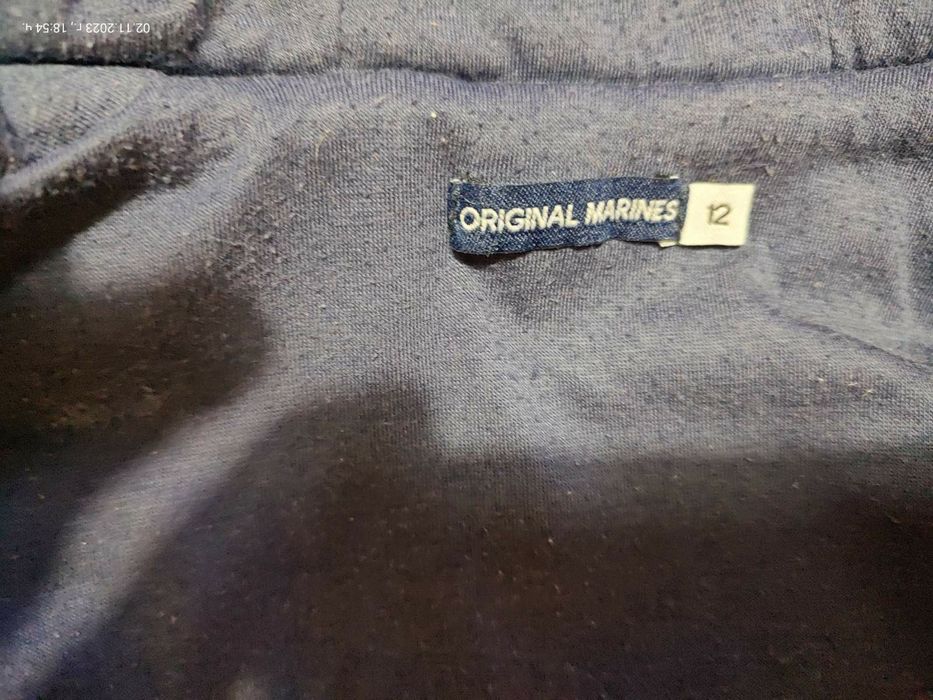 02.11.2023 г., 18:54 ч.
ORIGINAL MARINES 12